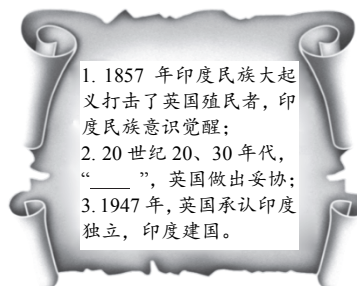 1. 1857 年印度民族大起
义打击了英国殖民者，印
度民族意识觉醒；
2. 20 世纪 20、30 年代，
“____ ”，英国做出妥协；
3. 1947 年，英国承认印度
独立，印度建国。